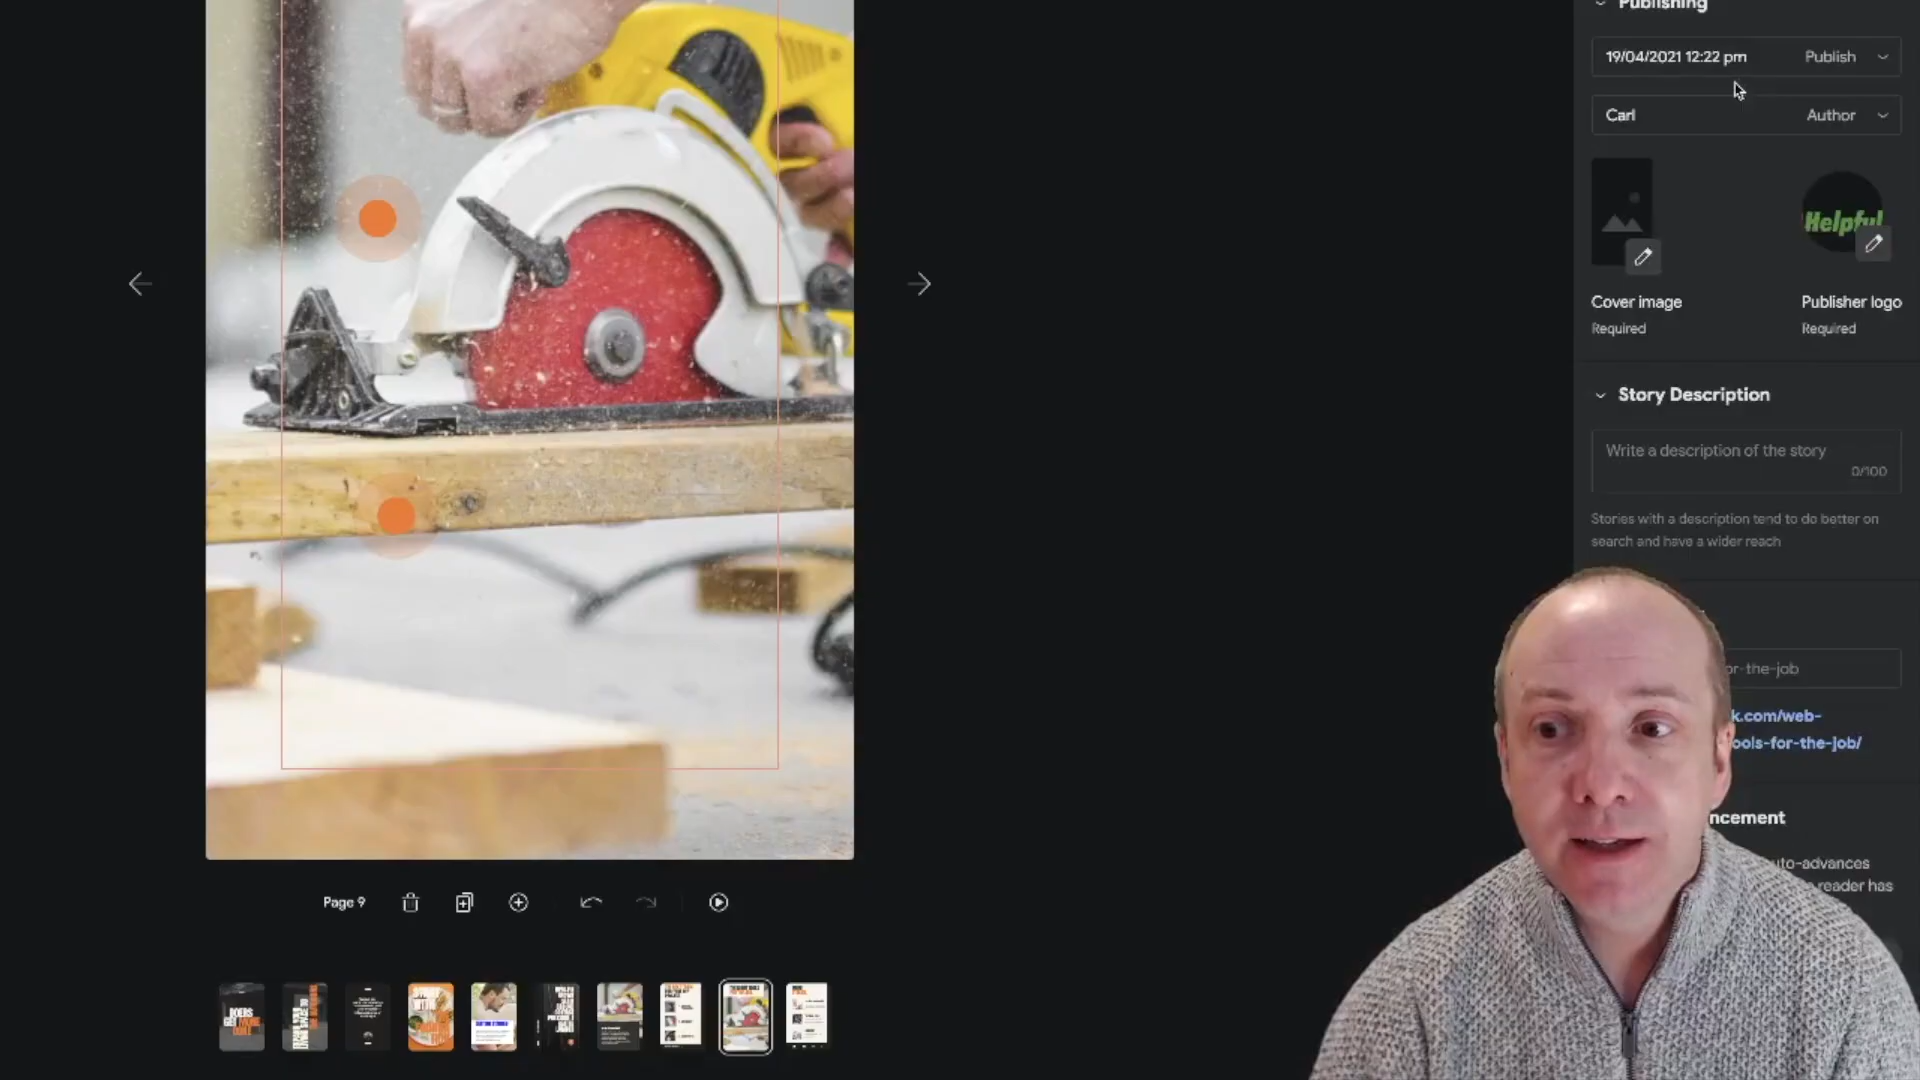 Publishing
19/04/2021 12:22 pm Publish
Carl Author
Helpful
Cover image
Required
Publisher logo
Required
Story Description
Write a description of the story
0/100
Stories with a description tend to do better on
search and have a wider reach
or-the-job
k.com/web-
ools-for-the-job/
ncement
uto-advances
reader has
Page 9